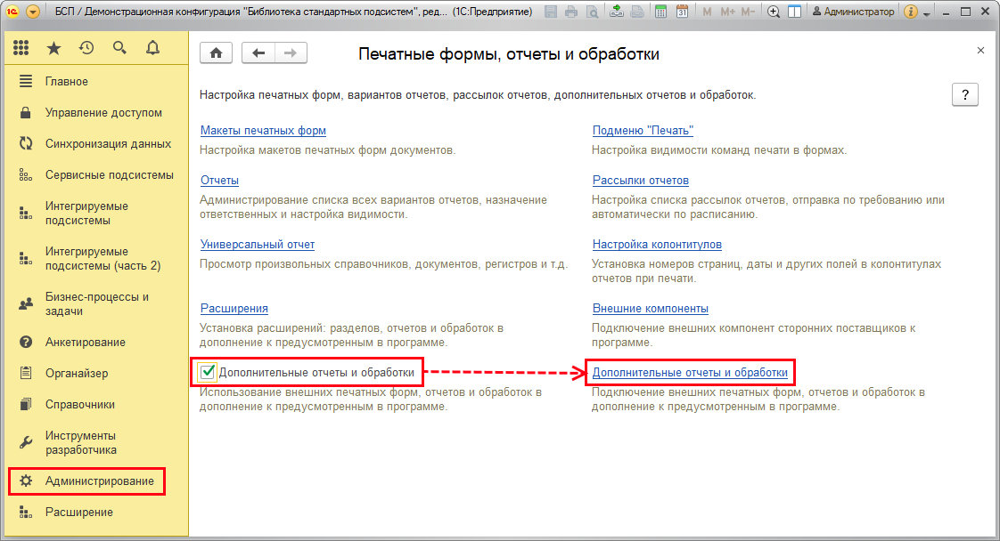 БСП / Демонстрационная конфигурация "Библиотека стандартных подсистем", ред... (1С:Предприятие)
31
M M+ M-
Администратор
Главное
Управление доступом
Синхронизация данных
Сервисные подсистемы
Интегрируемые
подсистемы
Интегрируемые
подсистемы (часть 2)
Бизнес-процессы и
задачи
Анкетирование
Органайзер
Справочники
Инструменты
разработчика
Администрирование
Расширение
Печатные формы, отчеты и обработки
Настройка печатных форм, вариантов отчетов, рассылок отчетов, дополнительных отчетов и обработок.
?
Макеты печатных форм
Настройка макетов печатных форм документов.
Подменю "Печать"
Настройка видимости команд печати в формах.
Отчеты
Администрирование списка всех вариантов отчетов, назначение
ответственных и настройка видимости.
Рассылки отчетов
Настройка списка рассылок отчетов, отправка по требованию или
автоматически по расписанию.
Универсальный отчет
Просмотр произвольных справочников, документов, регистров и т.д.
Настройка колонтитулов
Установка номеров страниц, даты и других полей в колонтитулах
отчетов при печати.
Расширения
Установка расширений: разделов, отчетов и обработок в
дополнение к предусмотренным в программе.
Внешние компоненты
Подключение внешних компонент сторонних поставщиков к
программе.
Дополнительные отчеты и обработки
Использование внешних печатных форм, отчетов и обработок в
дополнение к предусмотренным в программе.
Дополнительные отчеты и обработки
Подключение внешних печатных форм, отчетов и обработок в
дополнение к предусмотренным в программе.